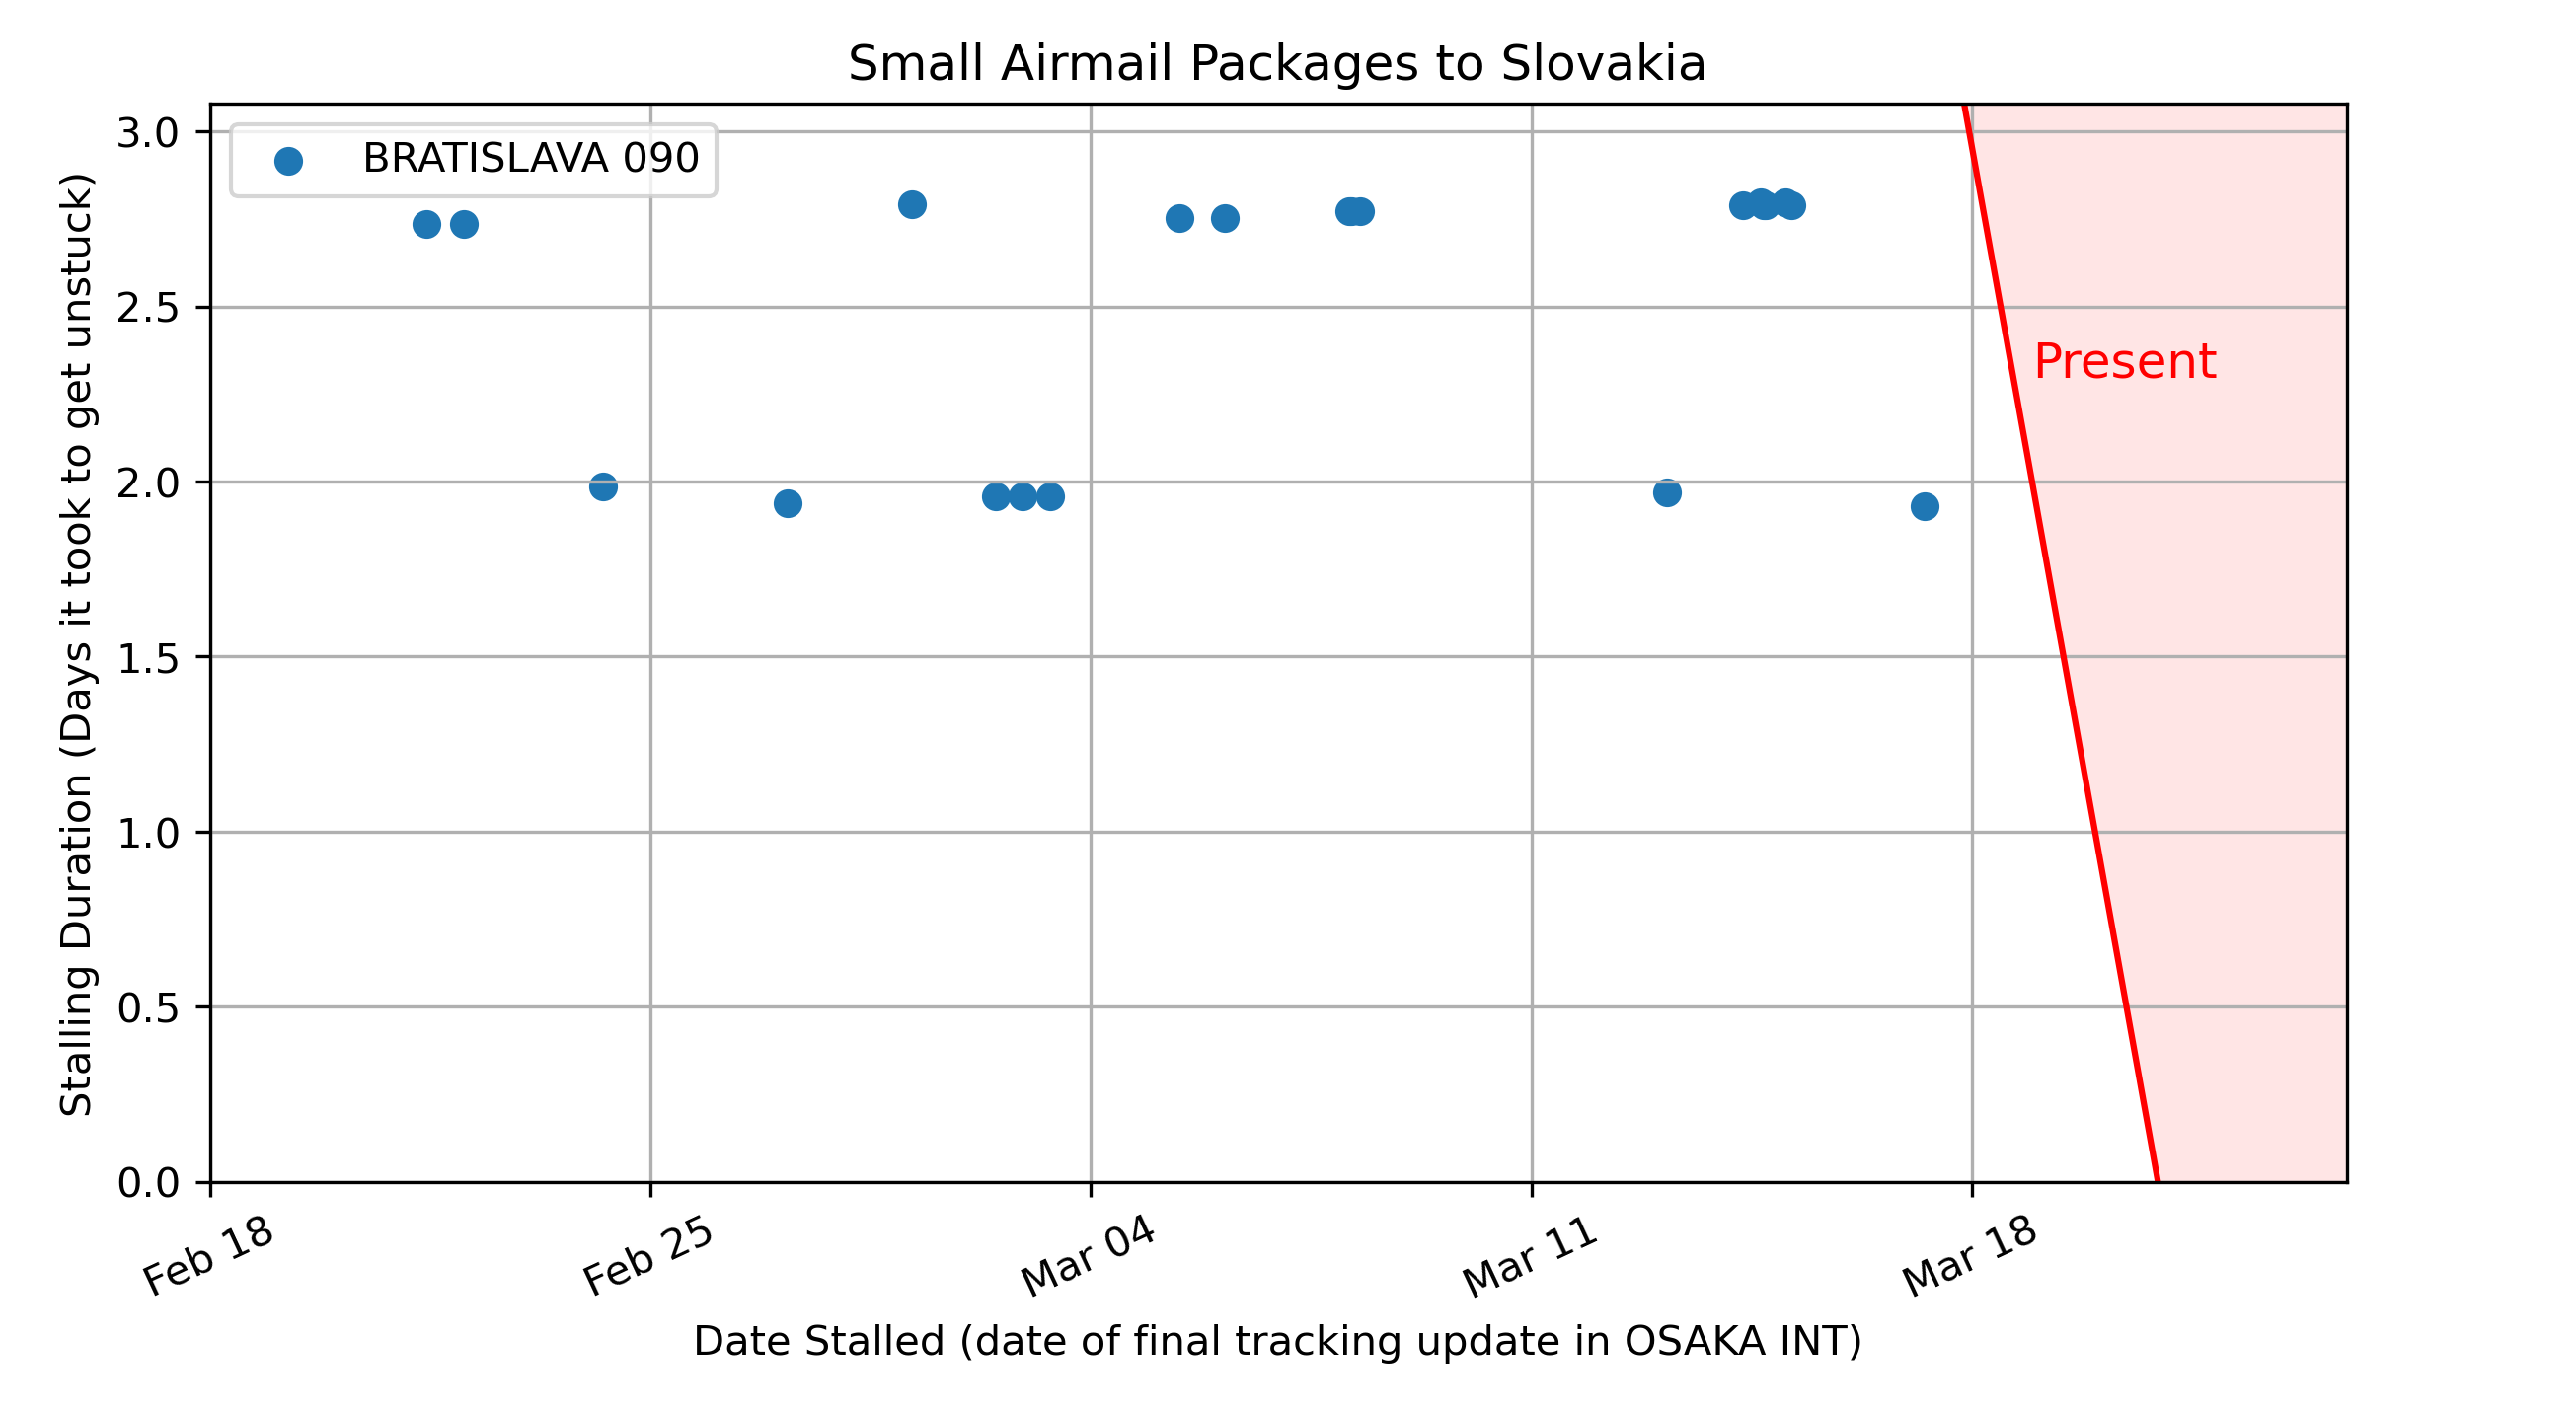 Small Airmail Packages to Slovakia
BRATISLAVA 090
Present
Stalling Duration (Days it took to get unstuck)
3.0
2.5
2.0
1.5
1.0
0.5
0.0
Feb 18
Feb 25
Mar 04
Mar 11
Mar 18
Date Stalled (date of final tracking update in OSAKA INT)